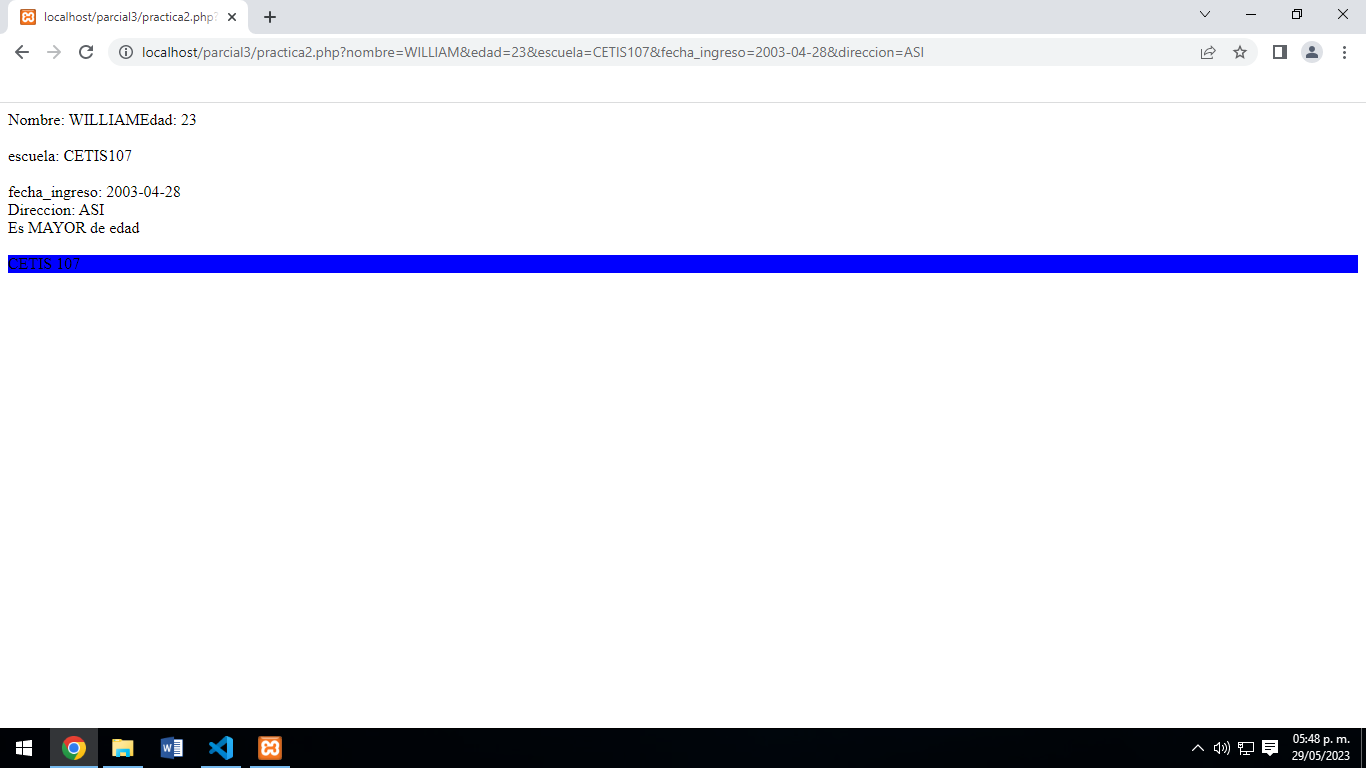 localhost/parcial3/practica2.php?
localhost/parcial3/practica2.php?nombre=WILLIAM&edad=23&escuela=CETIS107&fecha_ingreso=2003-04-28&direccion=ASI
Nombre: WILLIAMEdad: 23
escuela: CETIS107
fecha_ingreso: 2003-04-28
Direccion: ASI
Es MAYOR de edad
CETIS 107
05:48 p. m.
29/05/2023